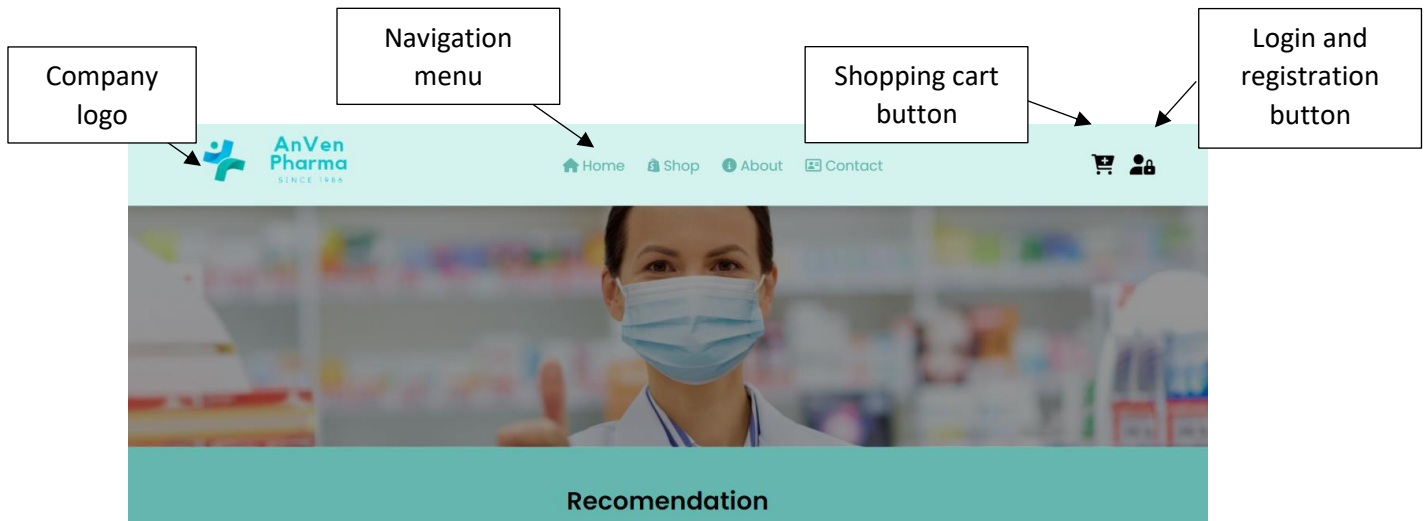 Navigation
menu
Login and
registration
button
Company
logo
Shopping cart
button
AnVen
Pharma
SINCE 1986
Home
Shop
About
Contact
Recomendation